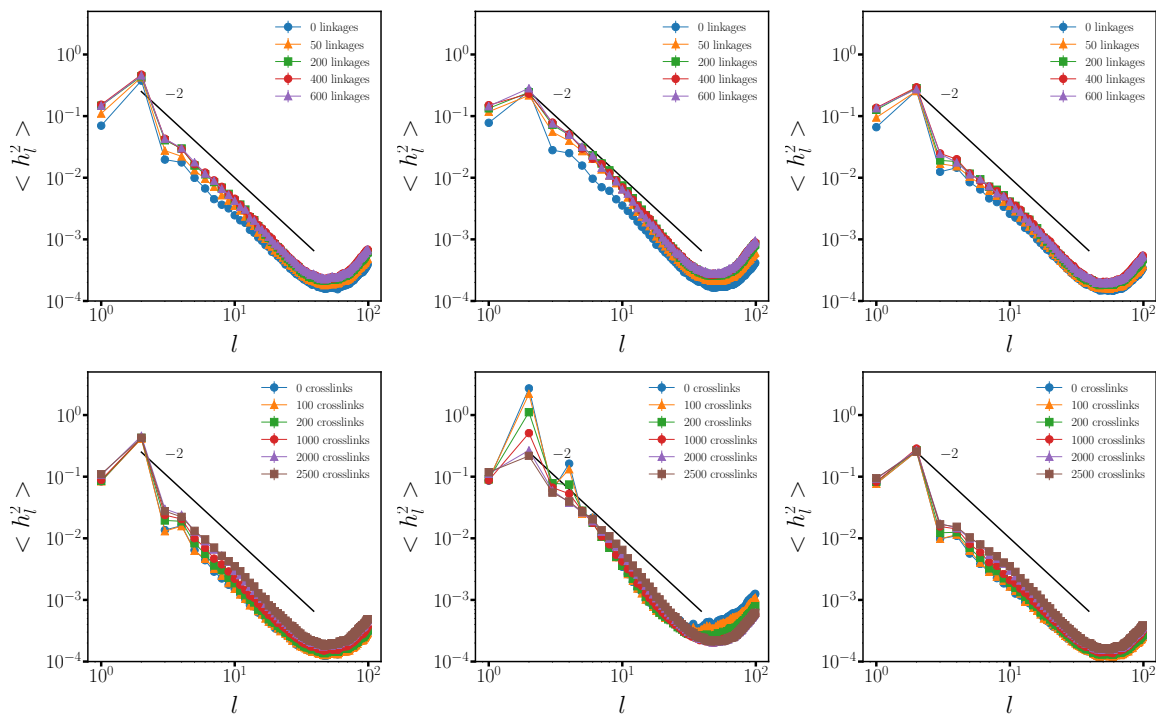 10^0
10^{-1}
10^{-2}
10^{-3}
10^{-4}
< h_l^2 >
−2
0 linkages
50 linkages
200 linkages
400 linkages
600 linkages
10^0
10^1
10^2
l
10^0
10^{-1}
10^{-2}
10^{-3}
10^{-4}
< h_l^2 >
−2
0 linkages
50 linkages
200 linkages
400 linkages
600 linkages
10^0
10^1
10^2
l
10^0
10^{-1}
10^{-2}
10^{-3}
10^{-4}
< h_l^2 >
−2
0 linkages
50 linkages
200 linkages
400 linkages
600 linkages
10^0
10^1
10^2
l
10^0
10^{-1}
10^{-2}
10^{-3}
10^{-4}
< h_l^2 >
−2
0 crosslinks
100 crosslinks
200 crosslinks
1000 crosslinks
2000 crosslinks
2500 crosslinks
10^0
10^1
10^2
l
10^0
10^{-1}
10^{-2}
10^{-3}
10^{-4}
< h_l^2 >
−2
0 crosslinks
100 crosslinks
200 crosslinks
1000 crosslinks
2000 crosslinks
2500 crosslinks
10^0
10^1
10^2
l
10^0
10^{-1}
10^{-2}
10^{-3}
10^{-4}
< h_l^2 >
−2
0 crosslinks
100 crosslinks
200 crosslinks
1000 crosslinks
2000 crosslinks
2500 crosslinks
10^0
10^1
10^2
l